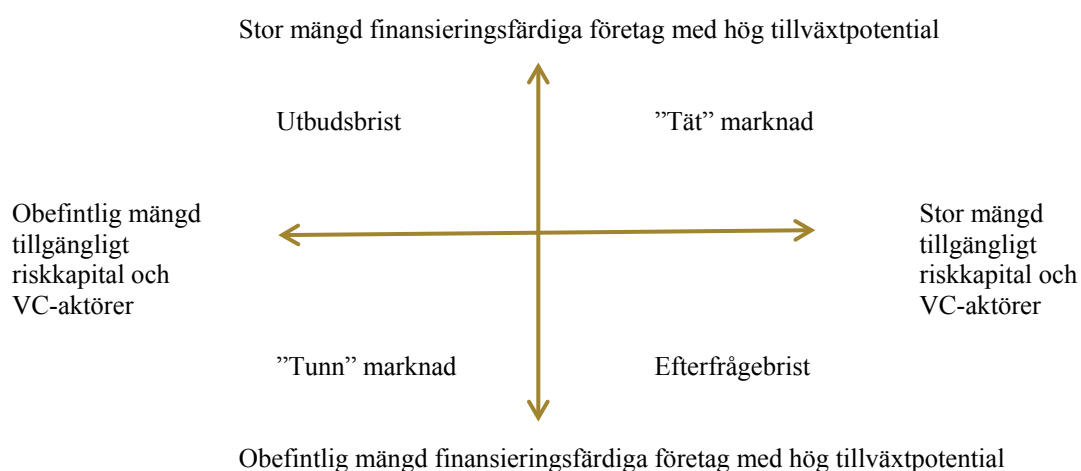 Stor mängd finansieringsfärdiga företag med hög tillväxtpotential
Utbudsbrist
”Tät” marknad
Obefintlig mängd
tillgängligt
riskkapital och
VC-aktörer
Stor mängd
tillgängligt
riskkapital och
VC-aktörer
”Tunn” marknad
Efterfrågebrist
Obefintlig mängd finansieringsfärdiga företag med hög tillväxtpotential